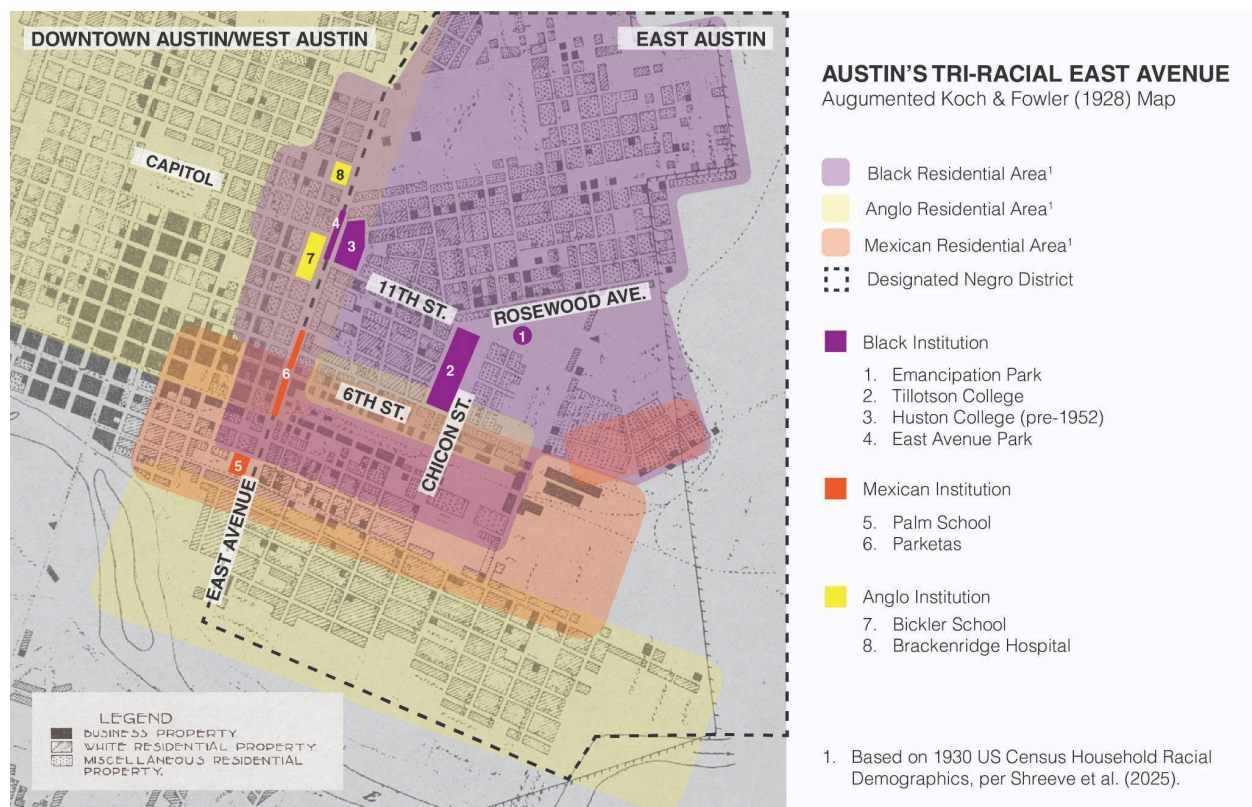 DOWNTOWN AUSTIN/WEST AUSTIN
EAST AUSTIN
CAPITOL
8
4
3
7
11TH ST.
ROSEWOOD AVE.
1
6
2
6TH ST.
CHICON ST.
5
EAST AVENUE
E
LEGEND
BUSINESS PROPERTY
WHITE RESIDENTIAL PROPERTY
MISCELLANEOUS RESIDENTIAL
PROPERTY.
AUSTIN'S TRI-RACIAL EAST AVENUE
Augumented Koch & Fowler (1928) Map
Black Residential Area¹
Anglo Residential Area¹
Mexican Residential Area¹
Designated Negro District
Black Institution
1. Emancipation Park
2. Tillotson College
3. Huston College (pre-1952)
4. East Avenue Park
Mexican Institution
5. Palm School
6. Parketas
Anglo Institution
7. Bickler School
8. Brackenridge Hospital
1. Based on 1930 US Census Household Racial
Demographics, per Shreeve et al. (2025).